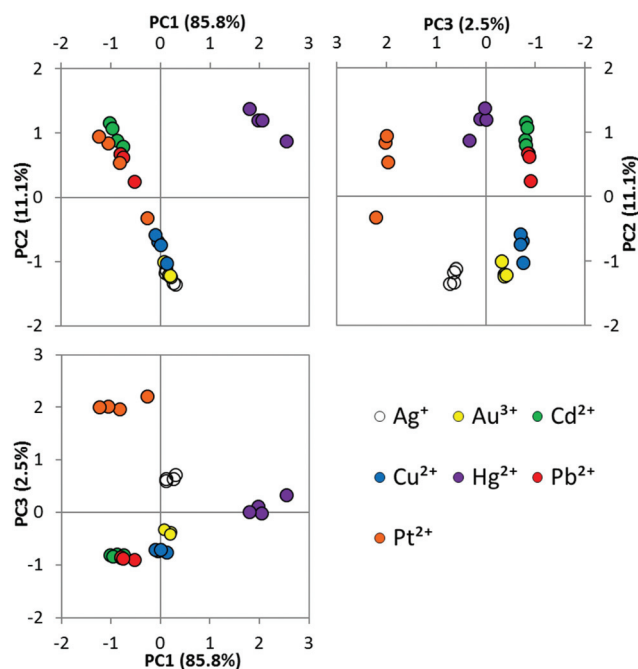 PC1 (85.8%)
-2 -1 0 1 2 3
2
1
0
-1
-2
PC2 (11.1%)
PC3 (2.5%)
3 2 1 0 -1 -2
2
1
0
-1
-2
PC2 (11.1%)
3
2
1
0
-1
-2
PC3 (2.5%)
-2 -1 0 1 2 3
PC1 (85.8%)
Ag⁺ Au³⁺ Cd²⁺
Cu²⁺ Hg²⁺ Pb²⁺
Pt²⁺